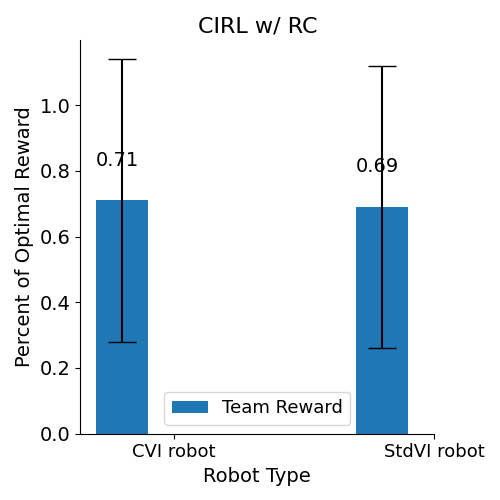 CIRL w/ RC
Percent of Optimal Reward
1.0
0.8
0.6
0.4
0.2
0.0
0.71
0.69
Team Reward
CVI robot
StdVI robot
Robot Type